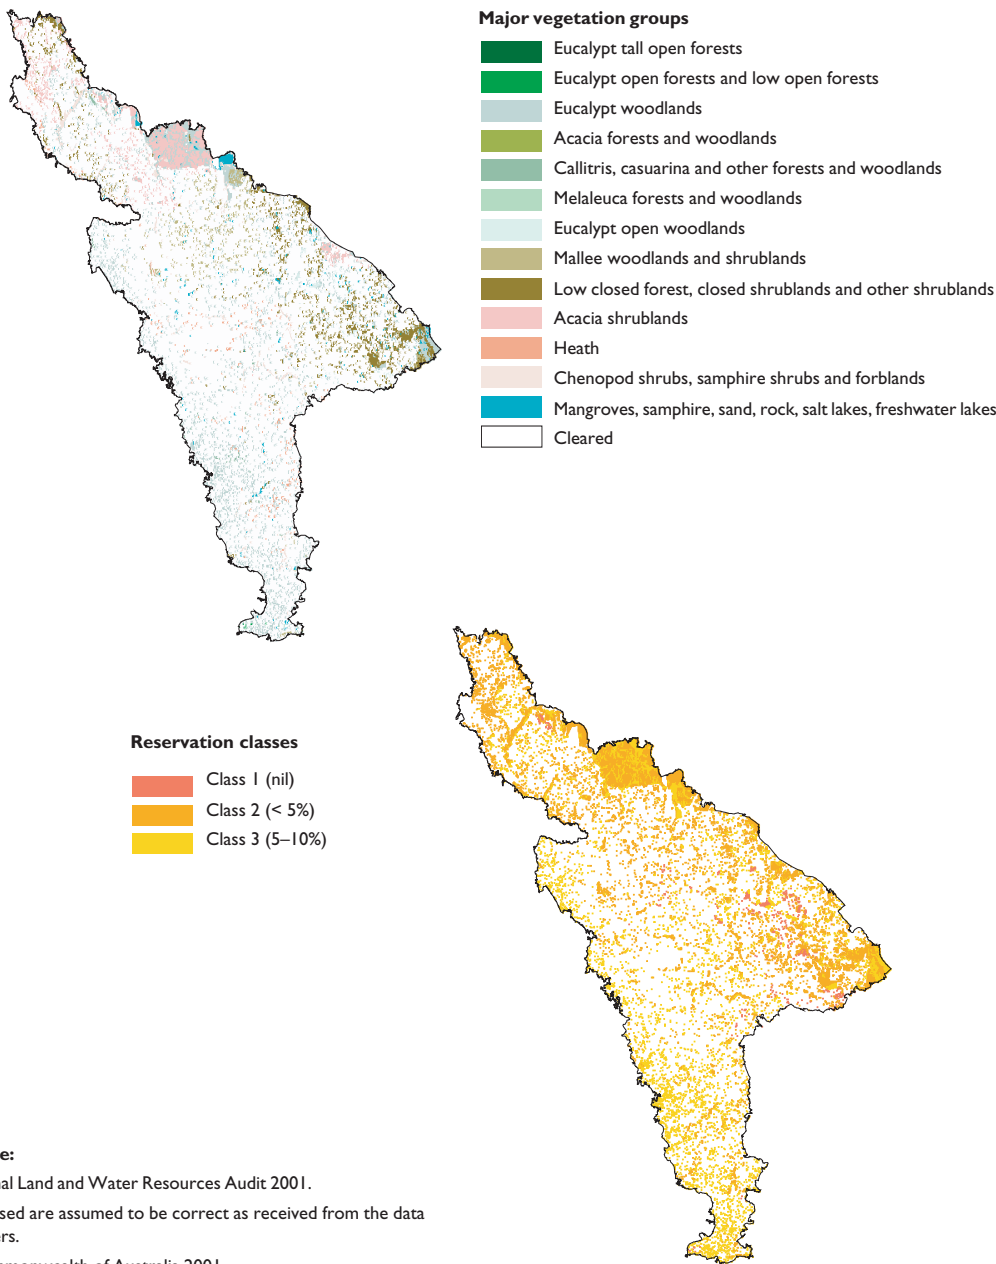 Major vegetation groups
Eucalypt tall open forests
Eucalypt open forests and low open forests
Eucalypt woodlands
Acacia forests and woodlands
Callitris, casuarina and other forests and woodlands
Melaleuca forests and woodlands
Eucalypt open woodlands
Mallee woodlands and shrublands
Low closed forest, closed shrublands and other shrublands
Acacia shrublands
Heath
Chenopod shrubs, samphire shrubs and forblands
Mangroves, samphire, sand, rock, salt lakes, freshwater lakes
Cleared
Reservation classes
Class 1 (nil)
Class 2 (< 5%)
Class 3 (5–10%)
e:
al Land and Water Resources Audit 2001.
sed are assumed to be correct as received from the data
ers.